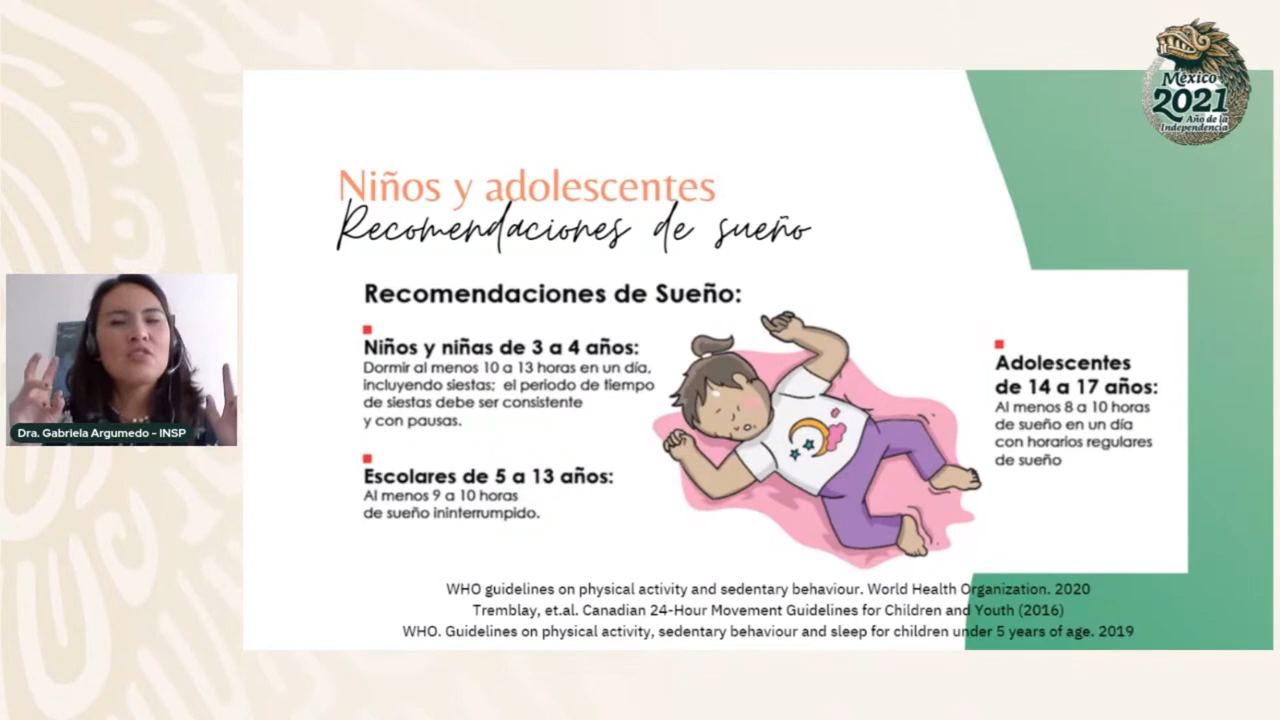 México
2021
Año de la
Independencia
Niños y adolescentes
Recomendaciones de sueño
Recomendaciones de Sueño:
Niños y niñas de 3 a 4 años:
Dormir al menos 10 a 13 horas en un día,
incluyendo siestas; el periodo de tiempo
de siestas debe ser consistente
y con pausas.
Escolares de 5 a 13 años:
Al menos 9 a 10 horas
de sueño ininterrumpido.
Adolescentes
de 14 a 17 años:
Al menos 8 a 10 horas
de sueño en un día
con horarios regulares
de sueño
Dra. Gabriela Argumedo - INSP
WHO guidelines on physical activity and sedentary behaviour. World Health Organization. 2020
Tremblay, et.al. Canadian 24-Hour Movement Guidelines for Children and Youth (2016)
WHO. Guidelines on physical activity, sedentary behaviour and sleep for children under 5 years of age. 2019